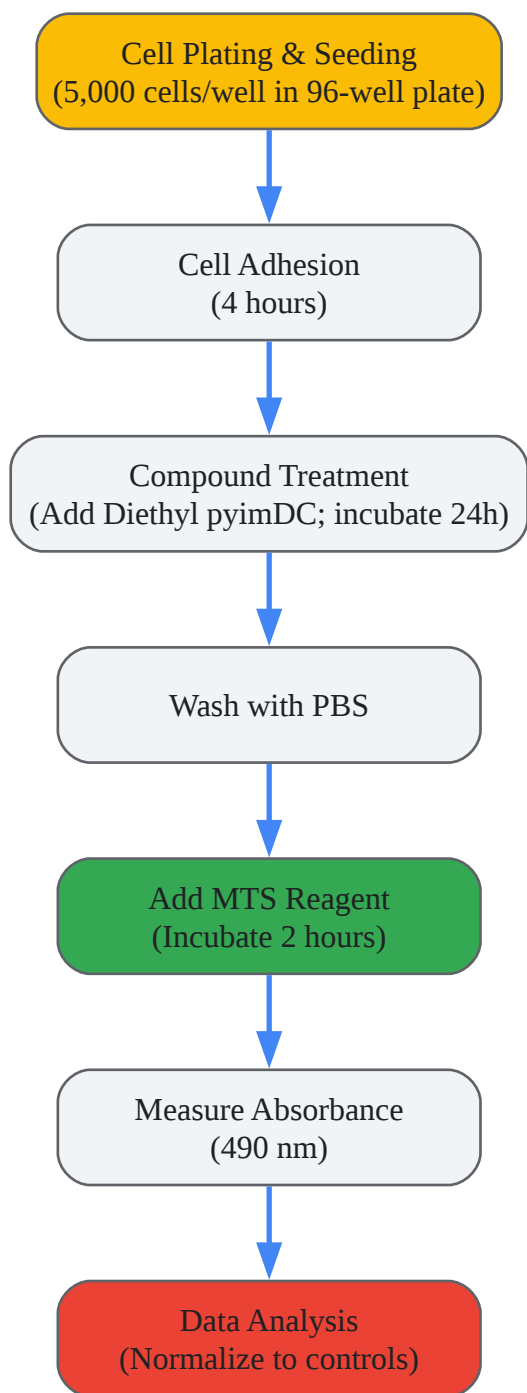 Cell Plating & Seeding
(5,000 cells/well in 96-well plate)
Cell Adhesion
(4 hours)
Compound Treatment
(Add Diethyl pyimDC; incubate 24h)
Wash with PBS
Add MTS Reagent
(Incubate 2 hours)
Measure Absorbance
(490 nm)
Data Analysis
(Normalize to controls)